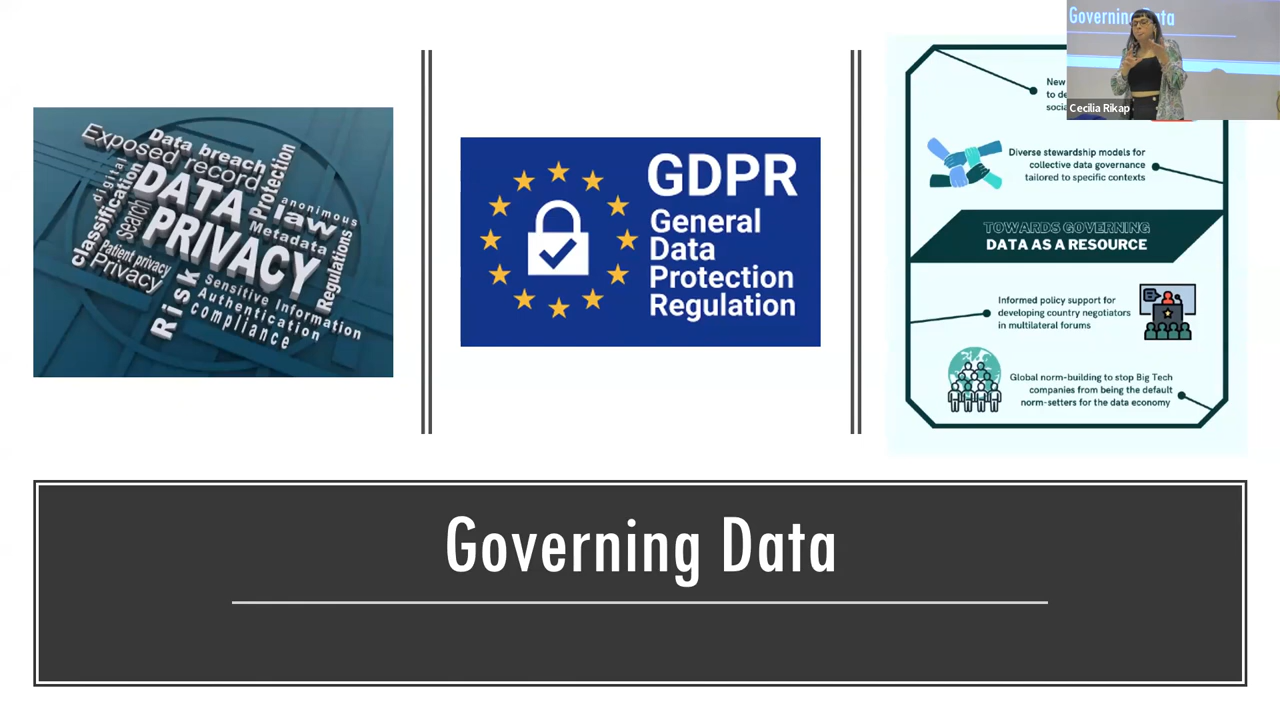 Exposed record
Data breach
digital
classification
search
DATA
PRIVACY
Protection
law
anonimous
Metadata
Regulations
Patient privacy
Privacy
Risk
Sensitive Information
Authentication
compliance
GDPR
General
Data
Protection
Regulation
New
to
Diverse stewardship models for
collective data governance
tailored to specific contexts
TOWARDS GOVERNING
DATA AS A RESOURCE
Informed policy support for
developing country negotiators
in multilateral forums
Global norm-building to stop Big Tech
companies from being the default
norm-setters for the data economy
Governing Data
Cecilia Rikap
Governing Data